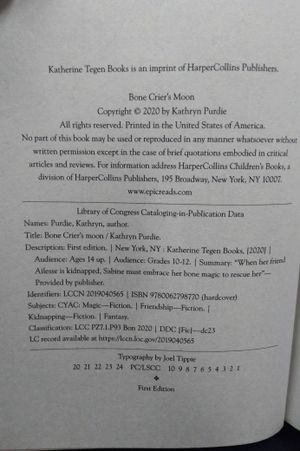 Katherine Tegen Books is an imprint of HarperCollins Publishers.
Bone Crier's Moon
Copyright © 2020 by Kathryn Purdie
All rights reserved. Printed in the United States of America.
No part of this book may be used or reproduced in any manner whatsoever without
written permission except in the case of brief quotations embodied in critical
articles and reviews. For information address HarperCollins Children's Books, a
division of HarperCollins Publishers, 195 Broadway, New York, NY 10007.
www.epicreads.com
Library of Congress Cataloging-in-Publication Data
Names: Purdie, Kathryn, author.
Title: Bone Crier's moon / Kathryn Purdie.
Description: First edition. | New York, NY : Katherine Tegen Books, [2020] |
Audience: Ages 14 up. | Audience: Grades 10-12. | Summary: "When her friend
Ailesse is kidnapped, Sabine must embrace her bone magic to rescue her"—
Provided by publisher.
Identifiers: LCCN 2019040565 | ISBN 9780062798770 (hardcover)
Subjects: CYAC: Magic—Fiction. | Friendship—Fiction. |
Kidnapping—Fiction. | Fantasy.
Classification: LCC PZ7.1.P93 Bon 2020 | DDC [Fic]—dc23
LC record available at https://lccn.loc.gov/2019040565
Typography by Joel Tippie
20 21 22 23 24 PC/LSCC 10 9 8 7 6 5 4 3 2 1
First Edition